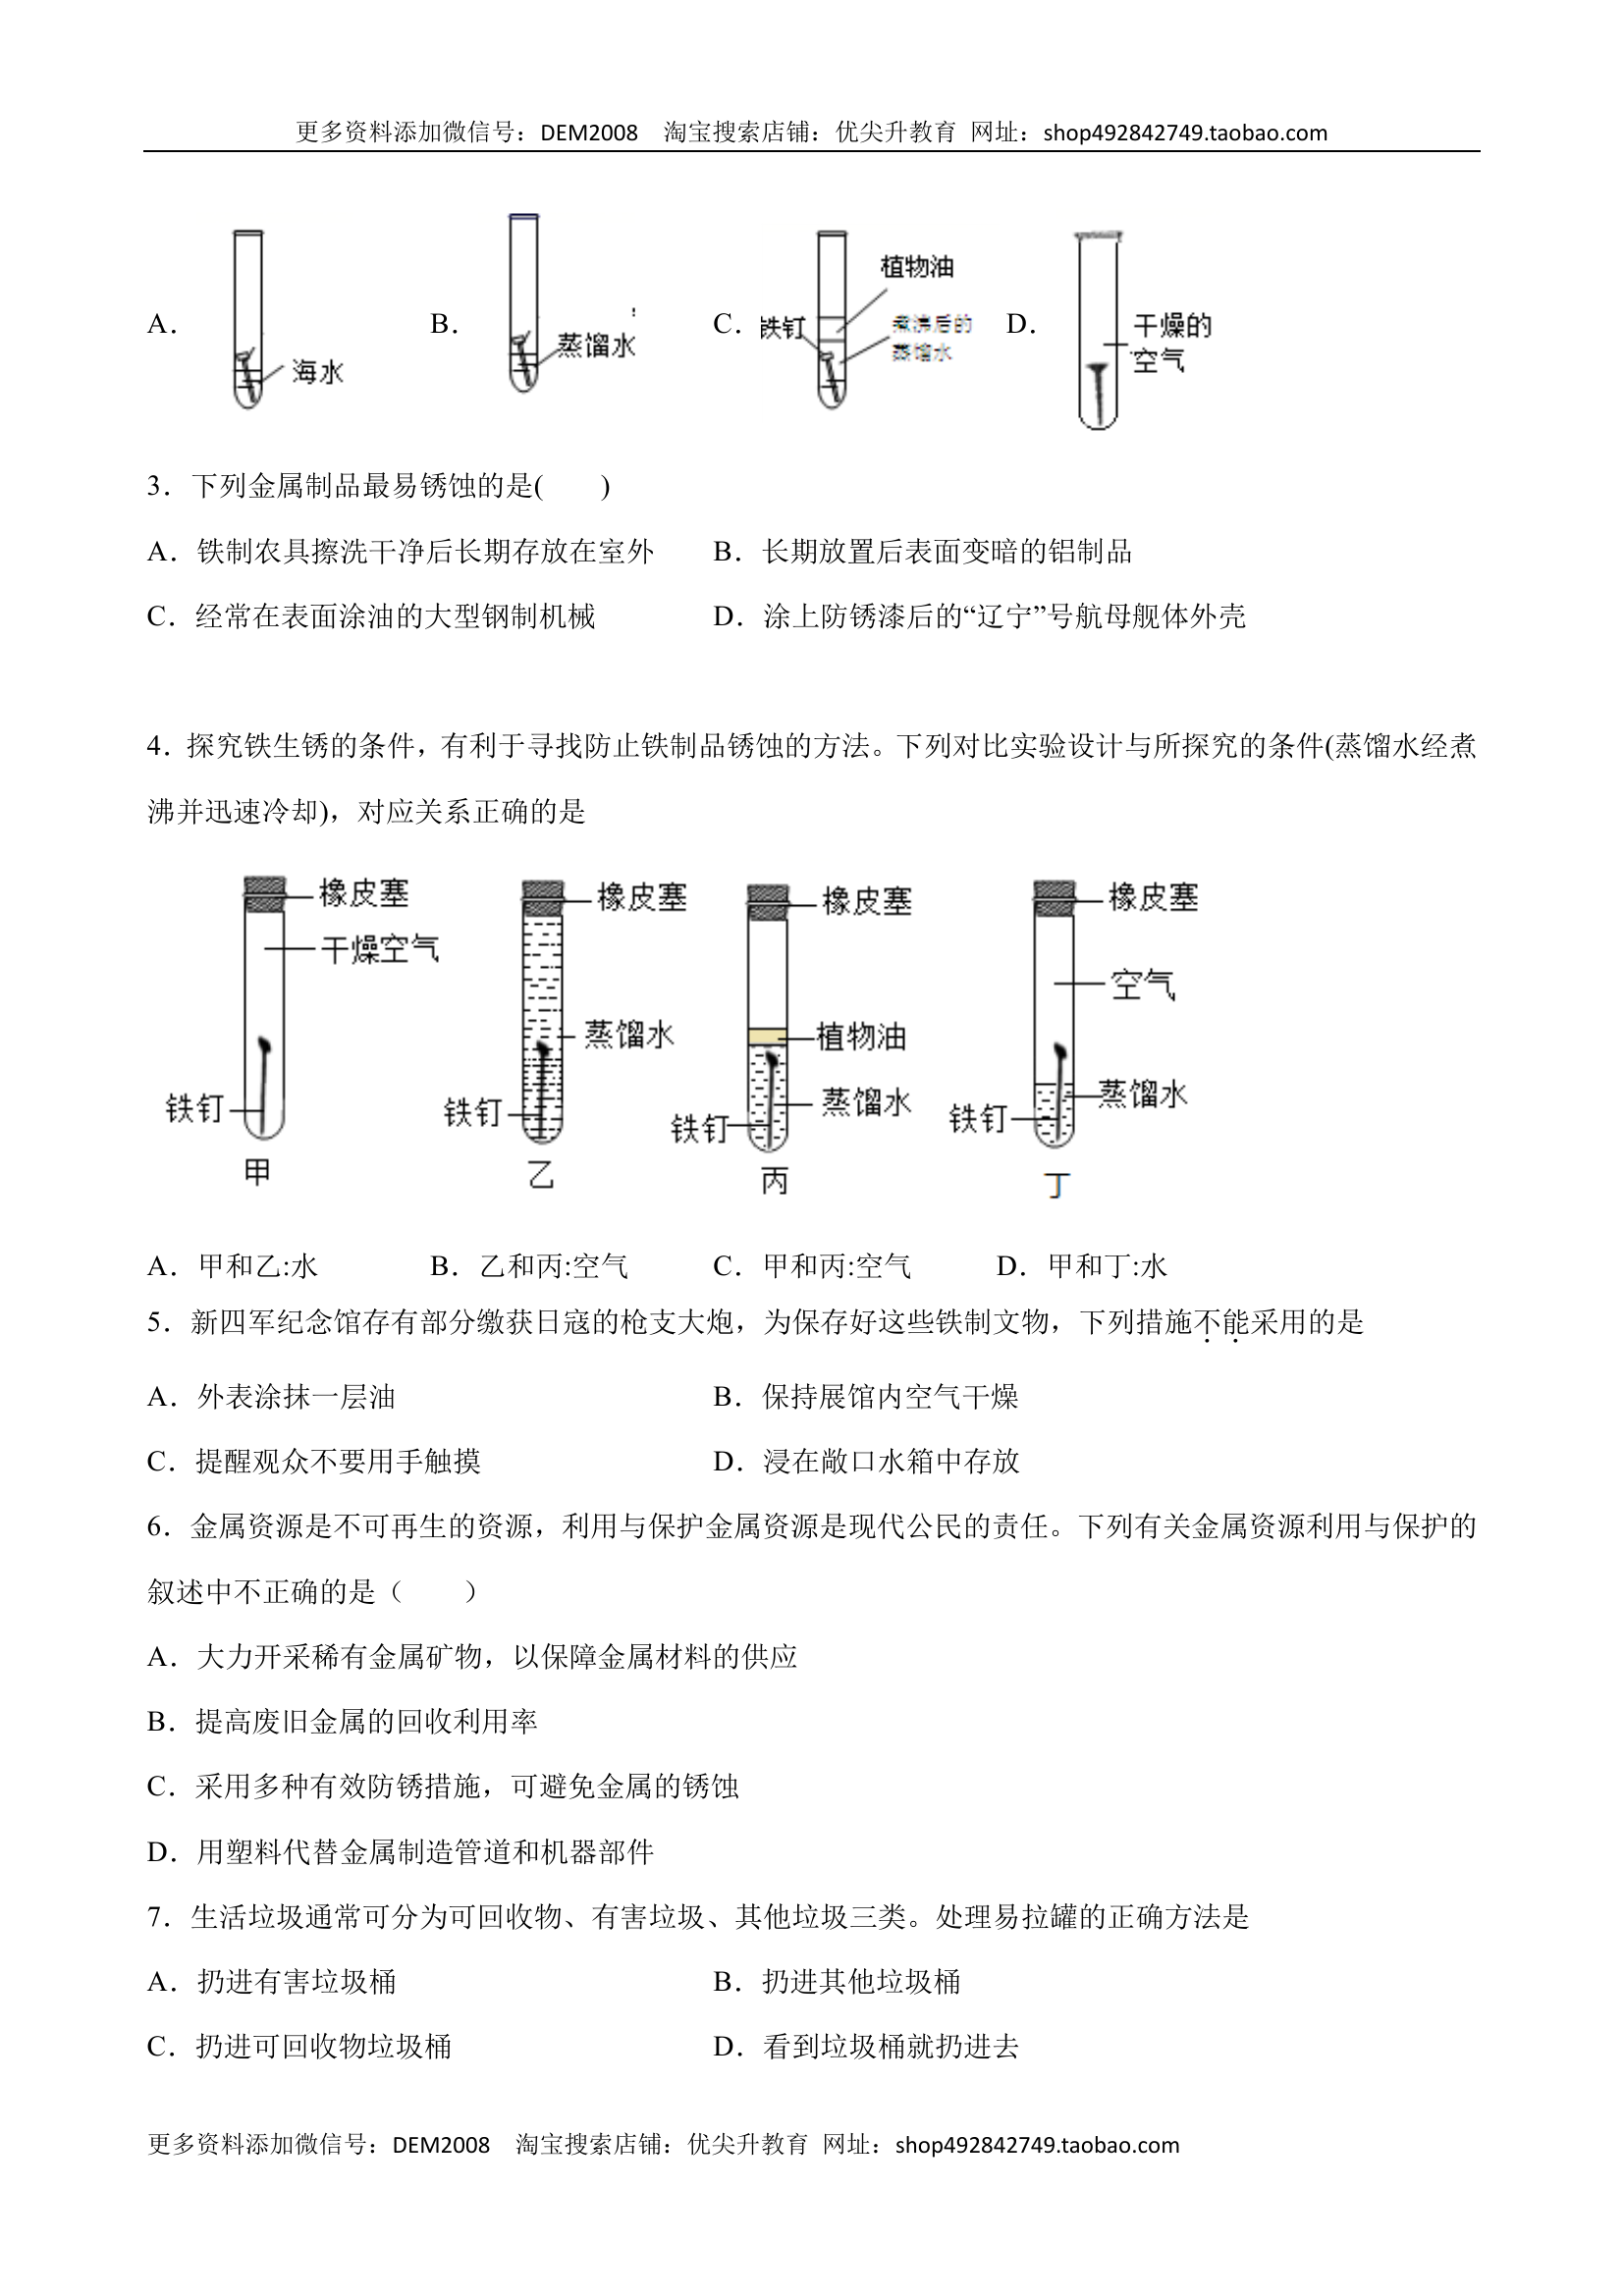 更多资料添加微信号：DEM2008 淘宝搜索店铺：优尖升教育 网址：shop492842749.taobao.com
A． 海水 B． 蒸馏水 C． 铁钉 植物油 煮沸后的蒸馏水 D． 干燥的空气
3．下列金属制品最易锈蚀的是( )
A．铁制农具擦洗干净后长期存放在室外 B．长期放置后表面变暗的铝制品
C．经常在表面涂油的大型钢制机械 D．涂上防锈漆后的“辽宁”号航母舰体外壳
4．探究铁生锈的条件，有利于寻找防止铁制品锈蚀的方法。下列对比实验设计与所探究的条件(蒸馏水经煮
沸并迅速冷却)，对应关系正确的是
橡皮塞 橡皮塞 橡皮塞 橡皮塞
干燥空气 空气
蒸馏水 植物油
铁钉 铁钉 蒸馏水 蒸馏水
铁钉 铁钉
甲 乙 丙 丁
A．甲和乙:水 B．乙和丙:空气 C．甲和丙:空气 D．甲和丁:水
5．新四军纪念馆存有部分缴获日寇的枪支大炮，为保存好这些铁制文物，下列措施不能采用的是
A．外表涂抹一层油 B．保持展馆内空气干燥
C．提醒观众不要用手触摸 D．浸在敞口水箱中存放
6．金属资源是不可再生的资源，利用与保护金属资源是现代公民的责任。下列有关金属资源利用与保护的
叙述中不正确的是（ ）
A．大力开采稀有金属矿物，以保障金属材料的供应
B．提高废旧金属的回收利用率
C．采用多种有效防锈措施，可避免金属的锈蚀
D．用塑料代替金属制造管道和机器部件
7．生活垃圾通常可分为可回收物、有害垃圾、其他垃圾三类。处理易拉罐的正确方法是
A．扔进有害垃圾桶 B．扔进其他垃圾桶
C．扔进可回收物垃圾桶 D．看到垃圾桶就扔进去
更多资料添加微信号：DEM2008 淘宝搜索店铺：优尖升教育 网址：shop492842749.taobao.com